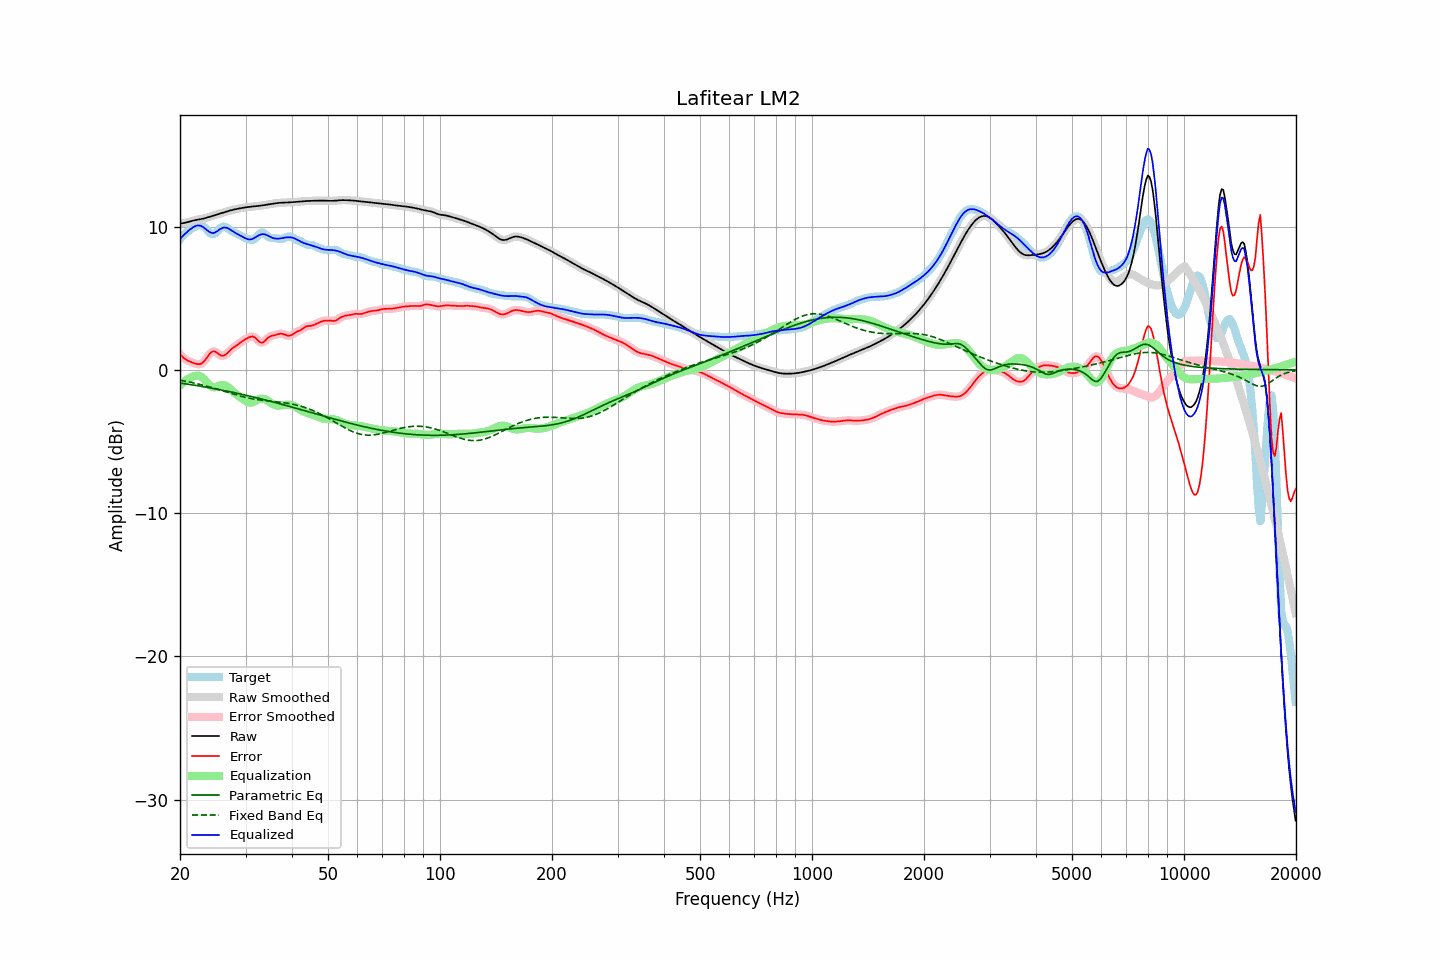 Lafitear LM2
Amplitude (dBr)
10
0
−10
−20
−30
Target
Raw Smoothed
Error Smoothed
Raw
Error
Equalization
Parametric Eq
Fixed Band Eq
Equalized
20 50 100 200 500 1000 2000 5000 10000 20000
Frequency (Hz)